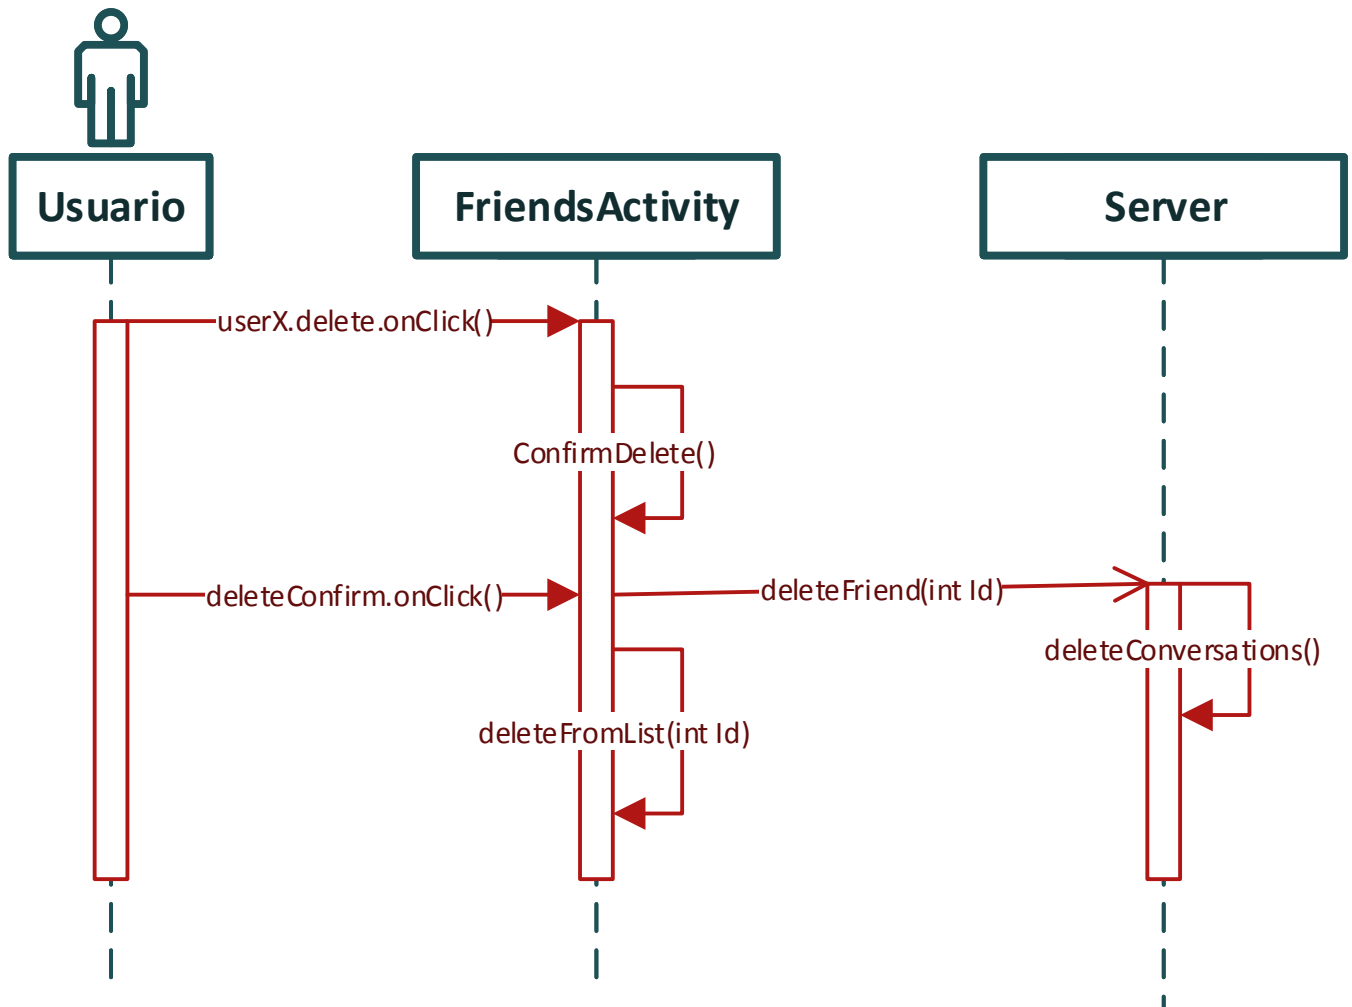 Usuario
FriendsActivity
Server
userX.delete.onClick()
ConfirmDelete()
deleteConfirm.onClick()
deleteFriend(int Id)
deleteConversations()
deleteFromList(int Id)